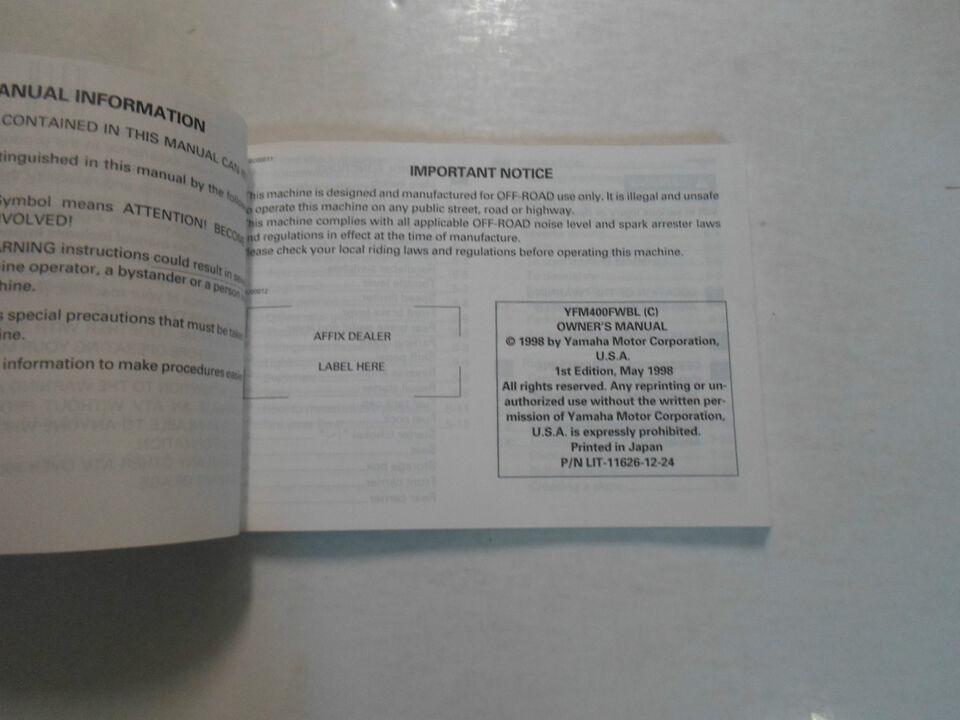 ANUAL INFORMATION
CONTAINED IN THIS MANUAL CAN
tinguished in this manual by the
Symbol means ATTENTION! BECO
NVOLVED!
ARNING instructions could result in
ine operator, a bystander or a person
hine.
s special precautions that must be
ine.
information to make procedures
IMPORTANT NOTICE
his machine is designed and manufactured for OFF-ROAD use only. It is illegal and unsafe
o operate this machine on any public street, road or highway.
his machine complies with all applicable OFF-ROAD noise level and spark arrester laws
nd regulations in effect at the time of manufacture.
ease check your local riding laws and regulations before operating this machine.
AFFIX DEALER
LABEL HERE
YFM400FWBL (C)
OWNER'S MANUAL
© 1998 by Yamaha Motor Corporation,
U.S.A.
1st Edition, May 1998
All rights reserved. Any reprinting or un-
authorized use without the written per-
mission of Yamaha Motor Corporation,
U.S.A. is expressly prohibited.
Printed in Japan
P/N LIT-11626-12-24